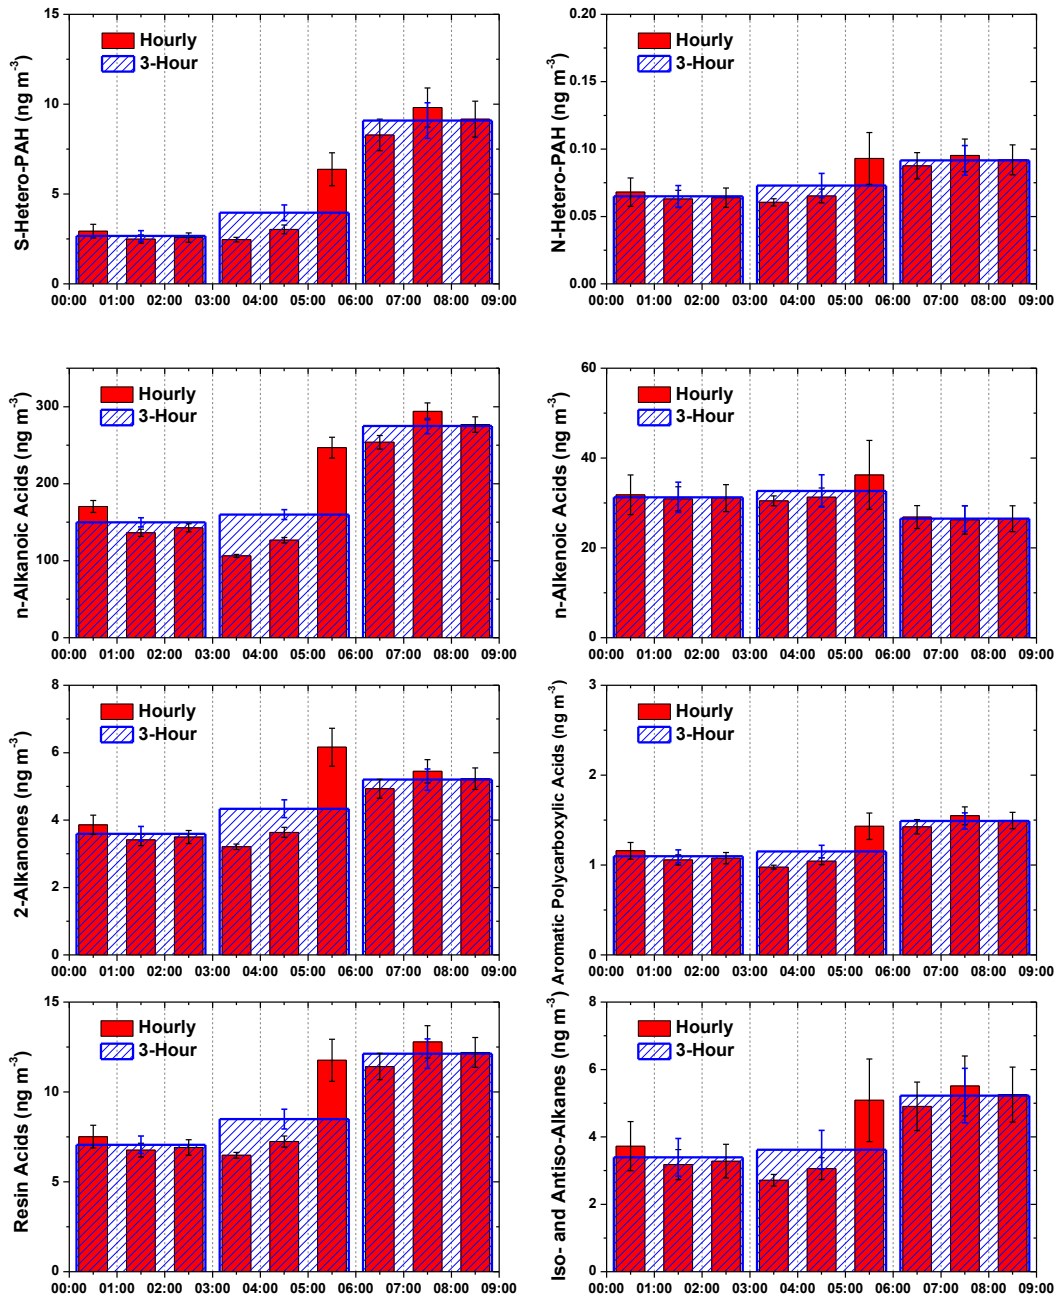 S-Hetero-PAH (ng m-3)
15
10
5
0
Hourly
3-Hour
00:00 01:00 02:00 03:00 04:00 05:00 06:00 07:00 08:00 09:00
N-Hetero-PAH (ng m-3)
0.20
0.15
0.10
0.05
0.00
Hourly
3-Hour
00:00 01:00 02:00 03:00 04:00 05:00 06:00 07:00 08:00 09:00
n-Alkanoic Acids (ng m-3)
300
200
100
0
Hourly
3-Hour
00:00 01:00 02:00 03:00 04:00 05:00 06:00 07:00 08:00 09:00
n-Alkenoic Acids (ng m-3)
60
40
20
0
Hourly
3-Hour
00:00 01:00 02:00 03:00 04:00 05:00 06:00 07:00 08:00 09:00
2-Alkanones (ng m-3)
8
6
4
2
0
Hourly
3-Hour
00:00 01:00 02:00 03:00 04:00 05:00 06:00 07:00 08:00 09:00
Aromatic Polycarboxylic Acids (ng m-3)
3
2
1
0
Hourly
3-Hour
00:00 01:00 02:00 03:00 04:00 05:00 06:00 07:00 08:00 09:00
Resin Acids (ng m-3)
15
10
5
0
Hourly
3-Hour
00:00 01:00 02:00 03:00 04:00 05:00 06:00 07:00 08:00 09:00
Iso- and Antiso-Alkanes (ng m-3)
8
6
4
2
0
Hourly
3-Hour
00:00 01:00 02:00 03:00 04:00 05:00 06:00 07:00 08:00 09:00